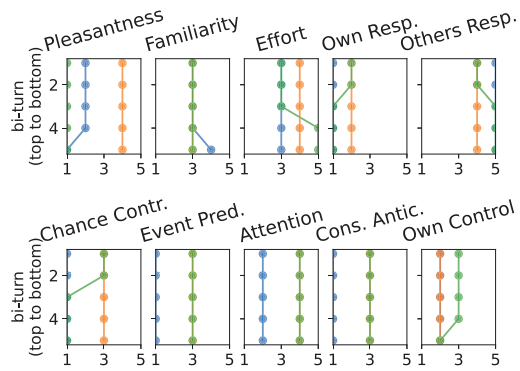 Pleasantness Familiarity Effort Own Resp. Others Resp.
bi-turn
(top to bottom)
2
4
1 3 5 1 3 5 1 3 5 1 3 5 1 3 5
Chance Contr. Event Pred. Attention Cons. Antic. Own Control
bi-turn
(top to bottom)
2
4
1 3 5 1 3 5 1 3 5 1 3 5 1 3 5